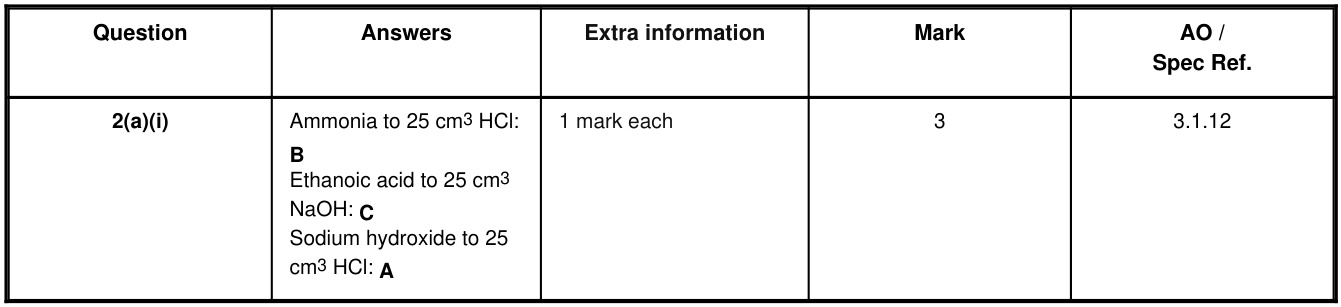 Question Answers Extra information Mark AO /
Spec Ref.
2(a)(i) Ammonia to 25 cm3 HCl: 1 mark each 3 3.1.12
B
Ethanoic acid to 25 cm3
NaOH: C
Sodium hydroxide to 25
cm3 HCl: A